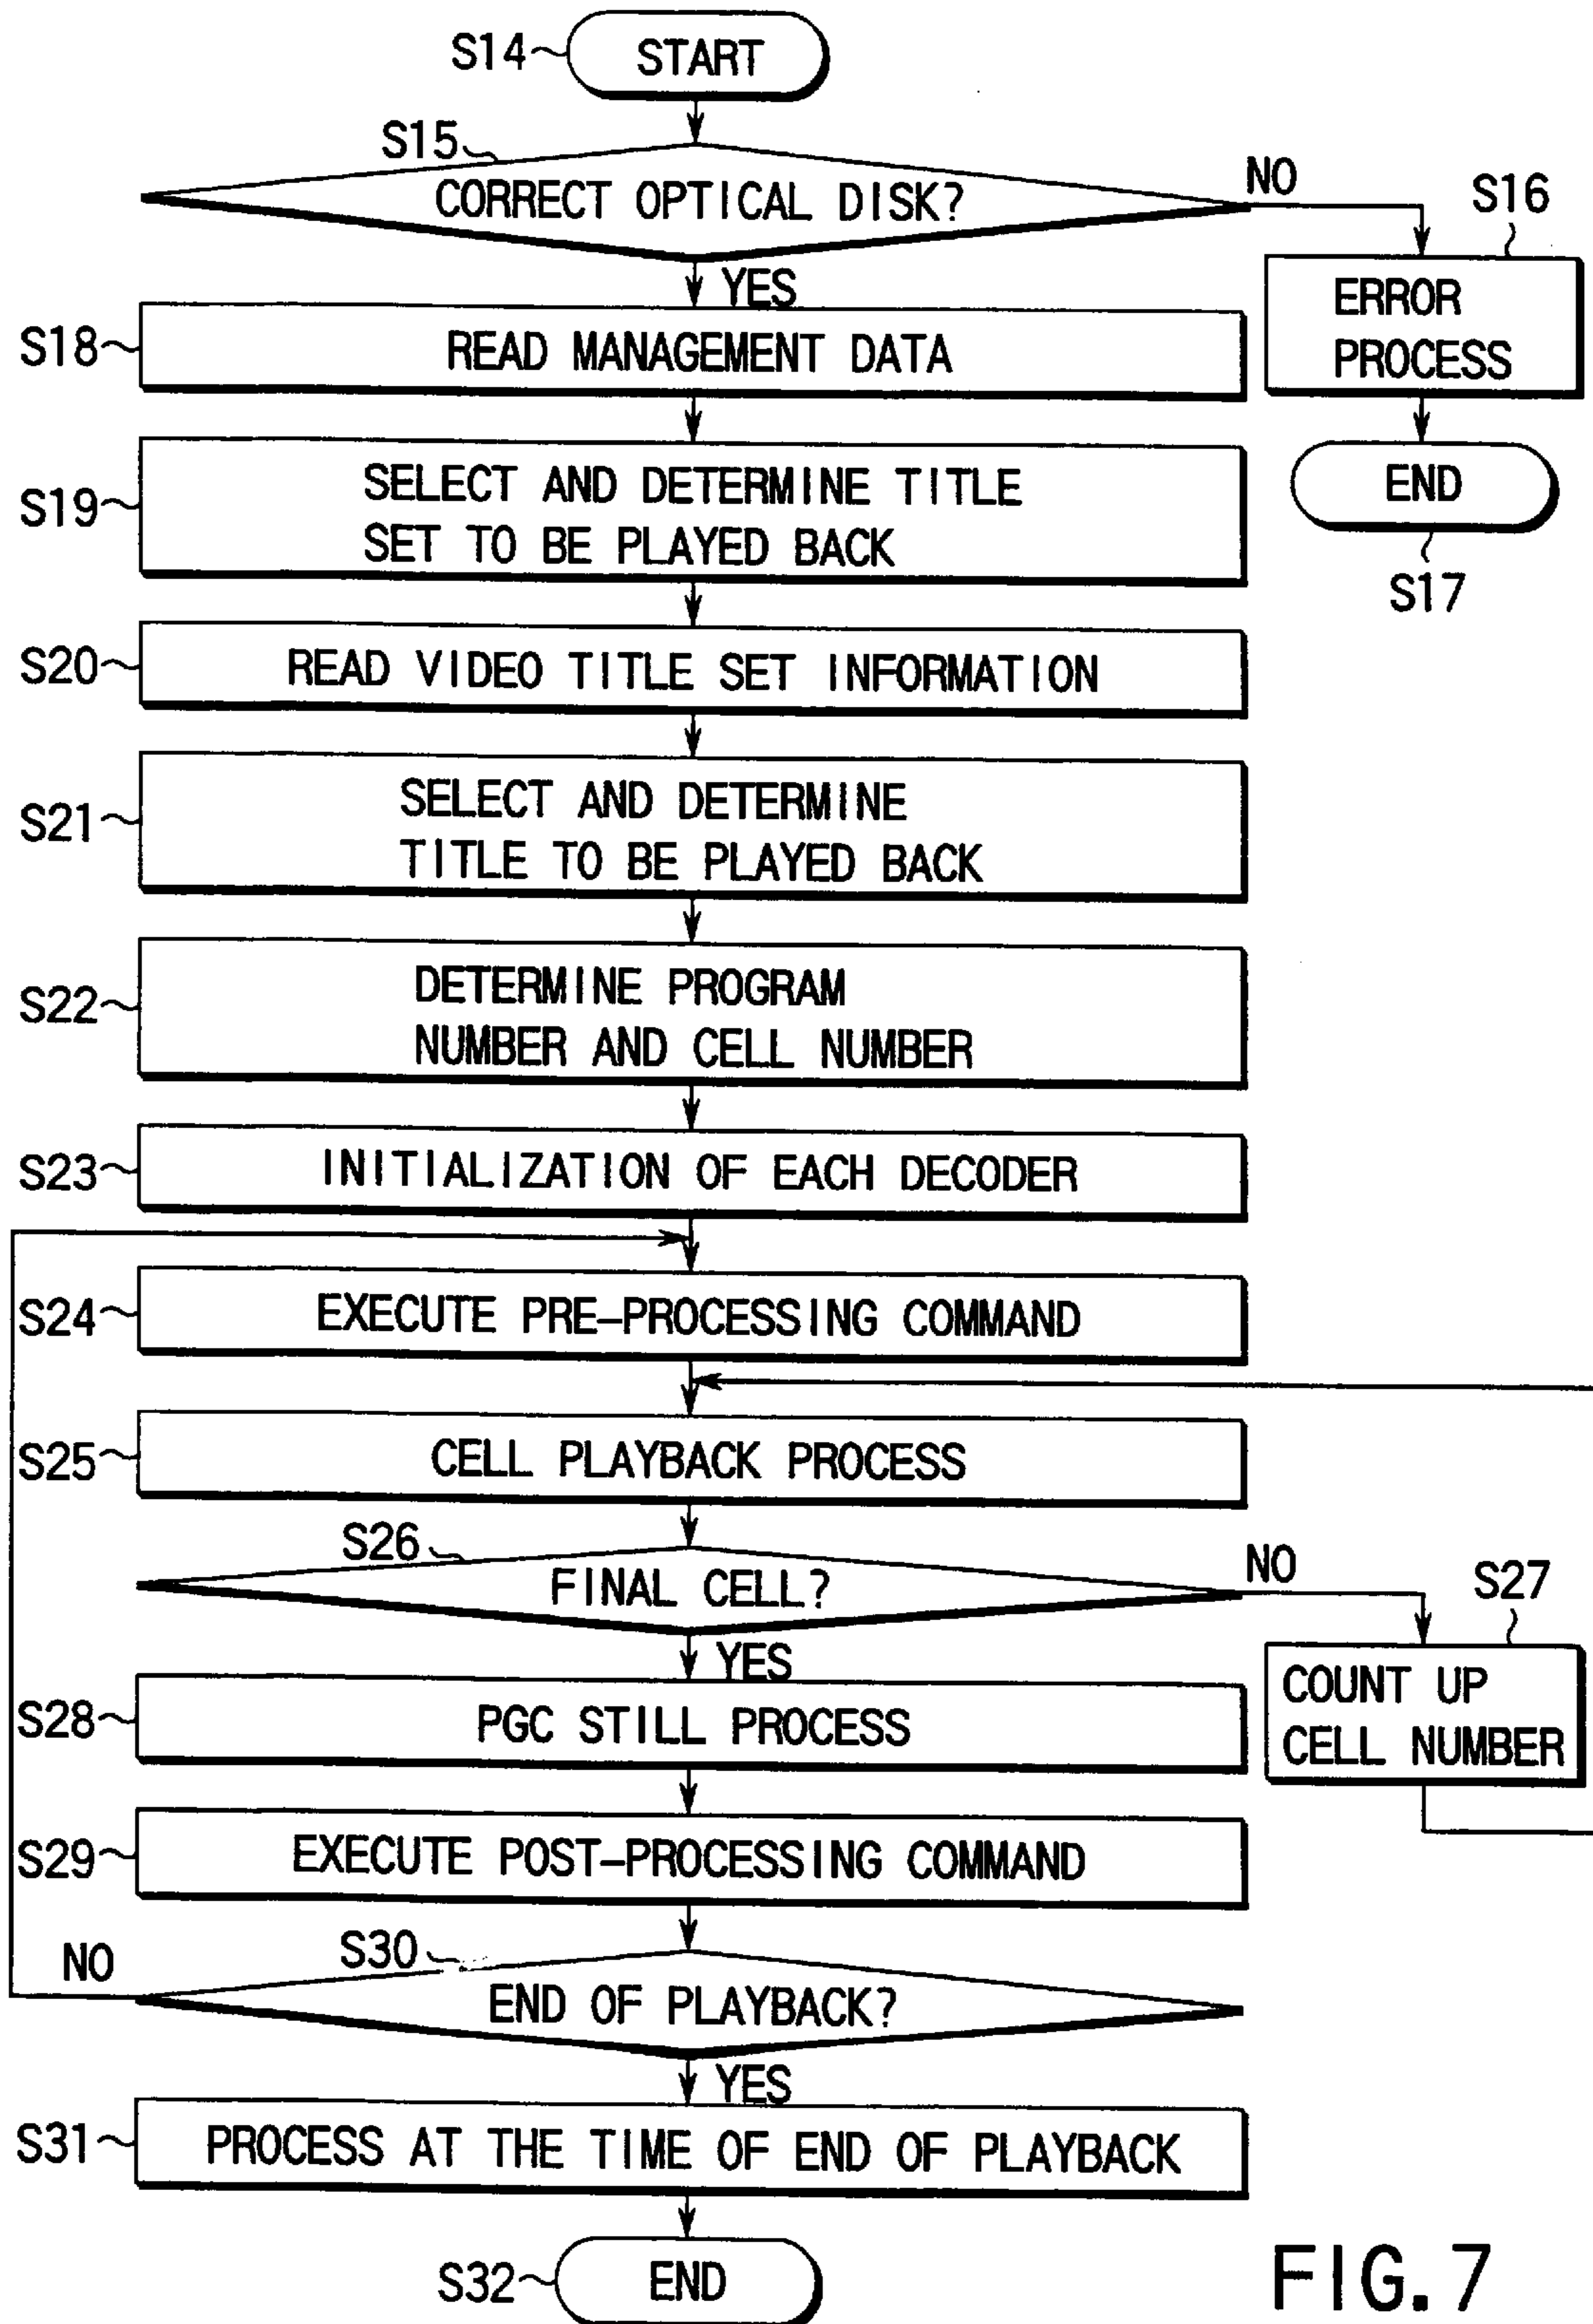 S14
START
S15
CORRECT OPTICAL DISK?
NO
S16
ERROR
PROCESS
YES
S18
READ MANAGEMENT DATA
END
S17
S19
SELECT AND DETERMINE TITLE
SET TO BE PLAYED BACK
S20
READ VIDEO TITLE SET INFORMATION
S21
SELECT AND DETERMINE
TITLE TO BE PLAYED BACK
S22
DETERMINE PROGRAM
NUMBER AND CELL NUMBER
S23
INITIALIZATION OF EACH DECODER
S24
EXECUTE PRE-PROCESSING COMMAND
S25
CELL PLAYBACK PROCESS
S26
FINAL CELL?
NO
S27
COUNT UP
CELL NUMBER
YES
S28
PGC STILL PROCESS
S29
EXECUTE POST-PROCESSING COMMAND
S30
NO
END OF PLAYBACK?
YES
S31
PROCESS AT THE TIME OF END OF PLAYBACK
S32
END
FIG. 7